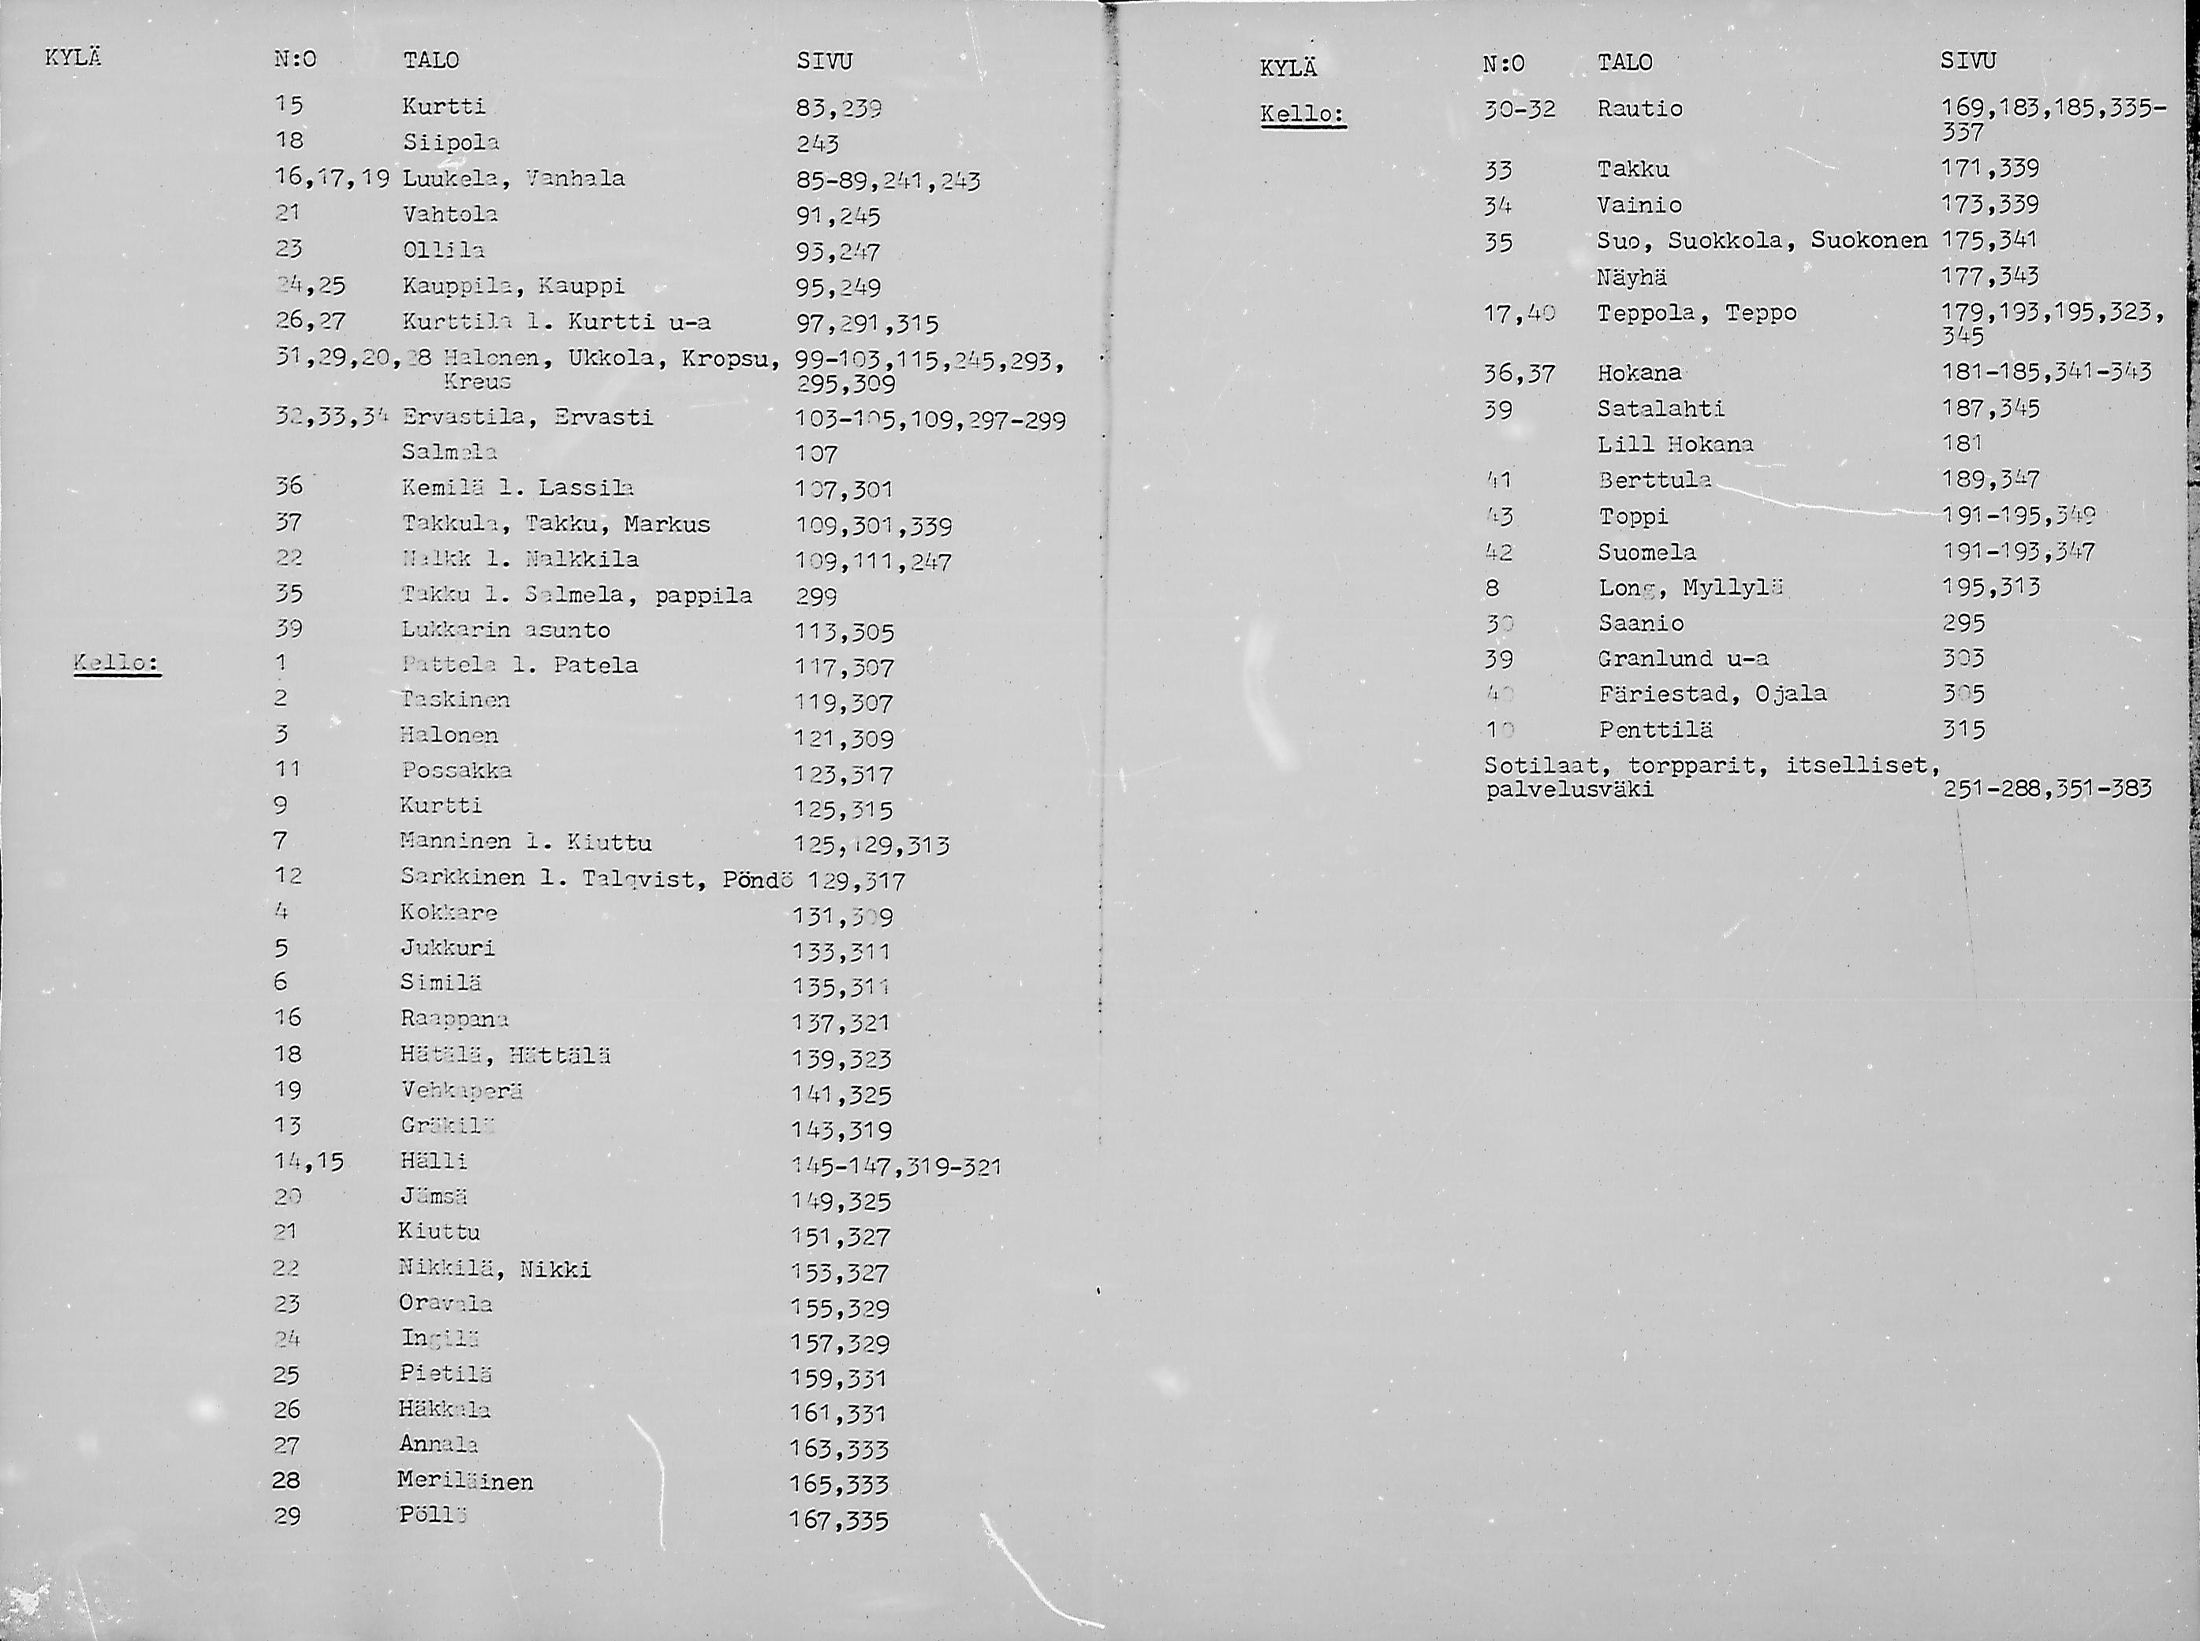 KYLÄ N:O TALO SIVU
15 Kurtti 83,239
18 Siipola 243
16,17,19 Luukela, Vanhala 85-89,241,243
21 Vahtola 91,245
23 Ollila 93,247
24,25 Kauppila, Kauppi 95,249
26,27 Kurttila l. Kurtti u-a 97,291,315
31,29,20,28 Halonen, Ukkola, Kropsu, 99-103,115,245,293,
Kreus 295,309
32,33,34 Ervastila, Ervasti 103-105,109,297-299
Salmela 107
36 Kemilä l. Lassila 107,301
37 Takkula, Takku, Markus 109,301,339
22 Nalkk l. Nalkkila 109,111,247
35 Takku l. Salmela, pappila 299
39 Lukkarin asunto 113,305
Kello: 1 Pattela l. Patela 117,307
2 Taskinen 119,307
3 Halonen 121,309
11 Possakka 123,317
9 Kurtti 125,315
7 Manninen l. Kiuttu 125,129,313
12 Sarkkinen l. Talqvist, Pöndö 129,317
4 Kokkare 131,309
5 Jukkuri 133,311
6 Similä 135,311
16 Raappana 137,321
18 Hätälä, Hättälä 139,323
19 Vehkaperä 141,325
13 Gräkilä 143,319
14,15 Hälli 145-147,319-321
20 Jämsä 149,325
21 Kiuttu 151,327
22 Nikkilä, Nikki 153,327
23 Oravala 155,329
24 Ingilä 157,329
25 Pietilä 159,331
26 Häkkala 161,331
27 Annala 163,333
28 Meriläinen 165,333
29 Pöllö 167,335
KYLÄ N:O TALO SIVU
Kello: 30-32 Rautio 169,183,185,335-
337
33 Takku 171,339
34 Vainio 173,339
35 Suo, Suokkola, Suokonen 175,341
Näyhä 177,343
17,40 Teppola, Teppo 179,193,195,323,
345
36,37 Hokana 181-185,341-343
39 Satalahti 187,345
Lill Hokana 181
41 Berttula 189,347
43 Toppi 191-195,349
42 Suomela 191-193,347
8 Long, Myllylä 195,313
30 Saanio 295
39 Granlund u-a 303
40 Färiestad, Ojala 305
10 Penttilä 315
Sotilaat, torpparit, itselliset,
palvelusväki 251-288,351-383